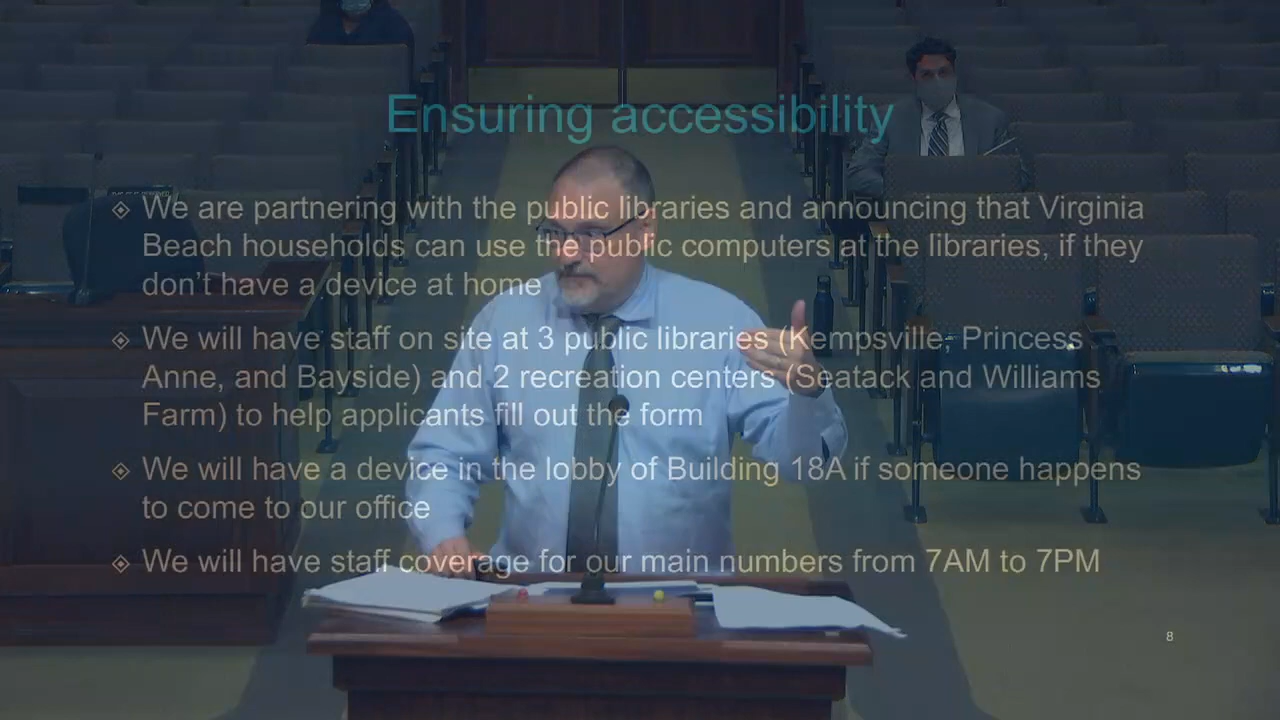 Ensuring accessibility
We are partnering with the public libraries and announcing that Virginia
Beach households can use the public computers at the libraries, if they
don't have a device at home
We will have staff on site at 3 public libraries (Kempsville, Princess
Anne, and Bayside) and 2 recreation centers (Seatack and Williams
Farm) to help applicants fill out the form
We will have a device in the lobby of Building 18A if someone happens
to come to our office
We will have staff coverage for our main numbers from 7AM to 7PM
8